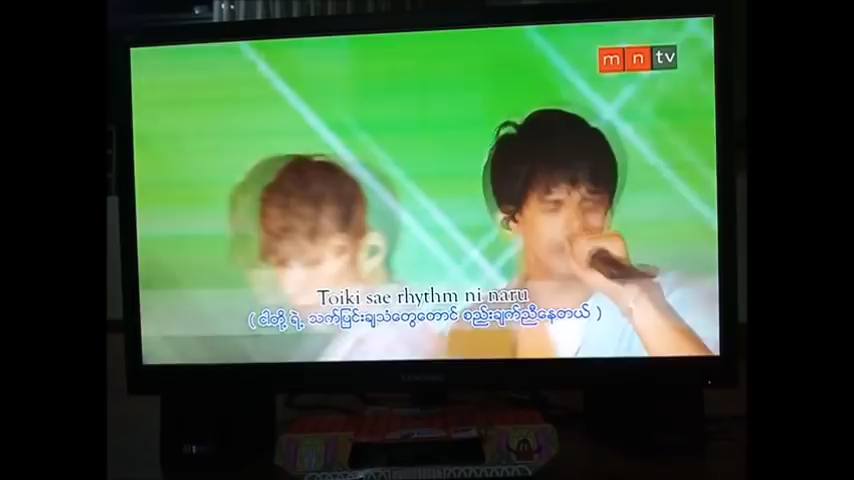 mntv
Toiki sae rhythm ni naru
( ငါတို့ ရဲ့ သက်ပြင်းချသံတွေတောင် စည်းချက်ညီနေတယ် )